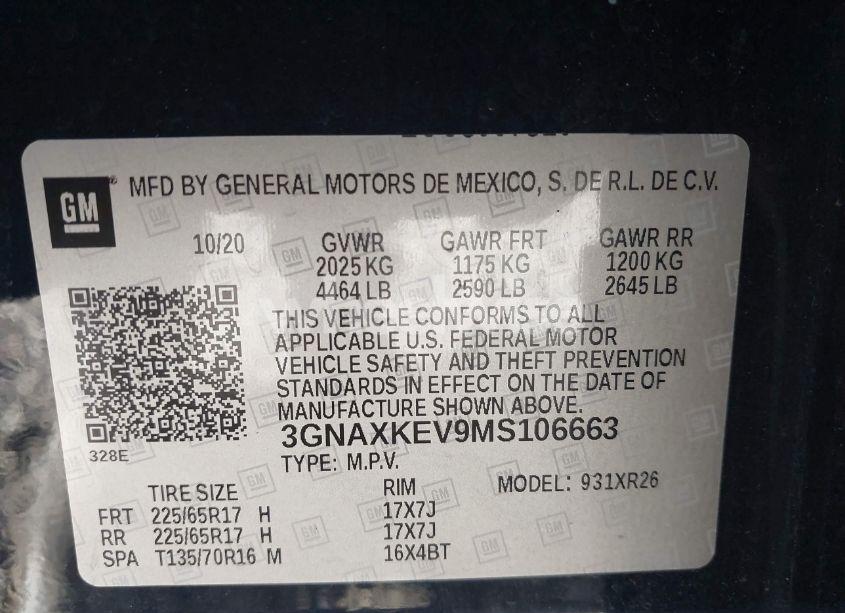 GM
MFD BY GENERAL MOTORS DE MEXICO, S. DE R.L. DE C.V.
10/20 GVWR GAWR FRT GAWR RR
2025 KG 1175 KG 1200 KG
4464 LB 2590 LB 2645 LB
THIS VEHICLE CONFORMS TO ALL
APPLICABLE U.S. FEDERAL MOTOR
VEHICLE SAFETY AND THEFT PREVENTION
STANDARDS IN EFFECT ON THE DATE OF
MANUFACTURE SHOWN ABOVE.
3GNAXKEV9MS106663
328E
TYPE: M.P.V.
TIRE SIZE RIM MODEL: 931XR26
FRT 225/65R17 H 17X7J
RR 225/65R17 H 17X7J
SPA T135/70R16 M 16X4BT